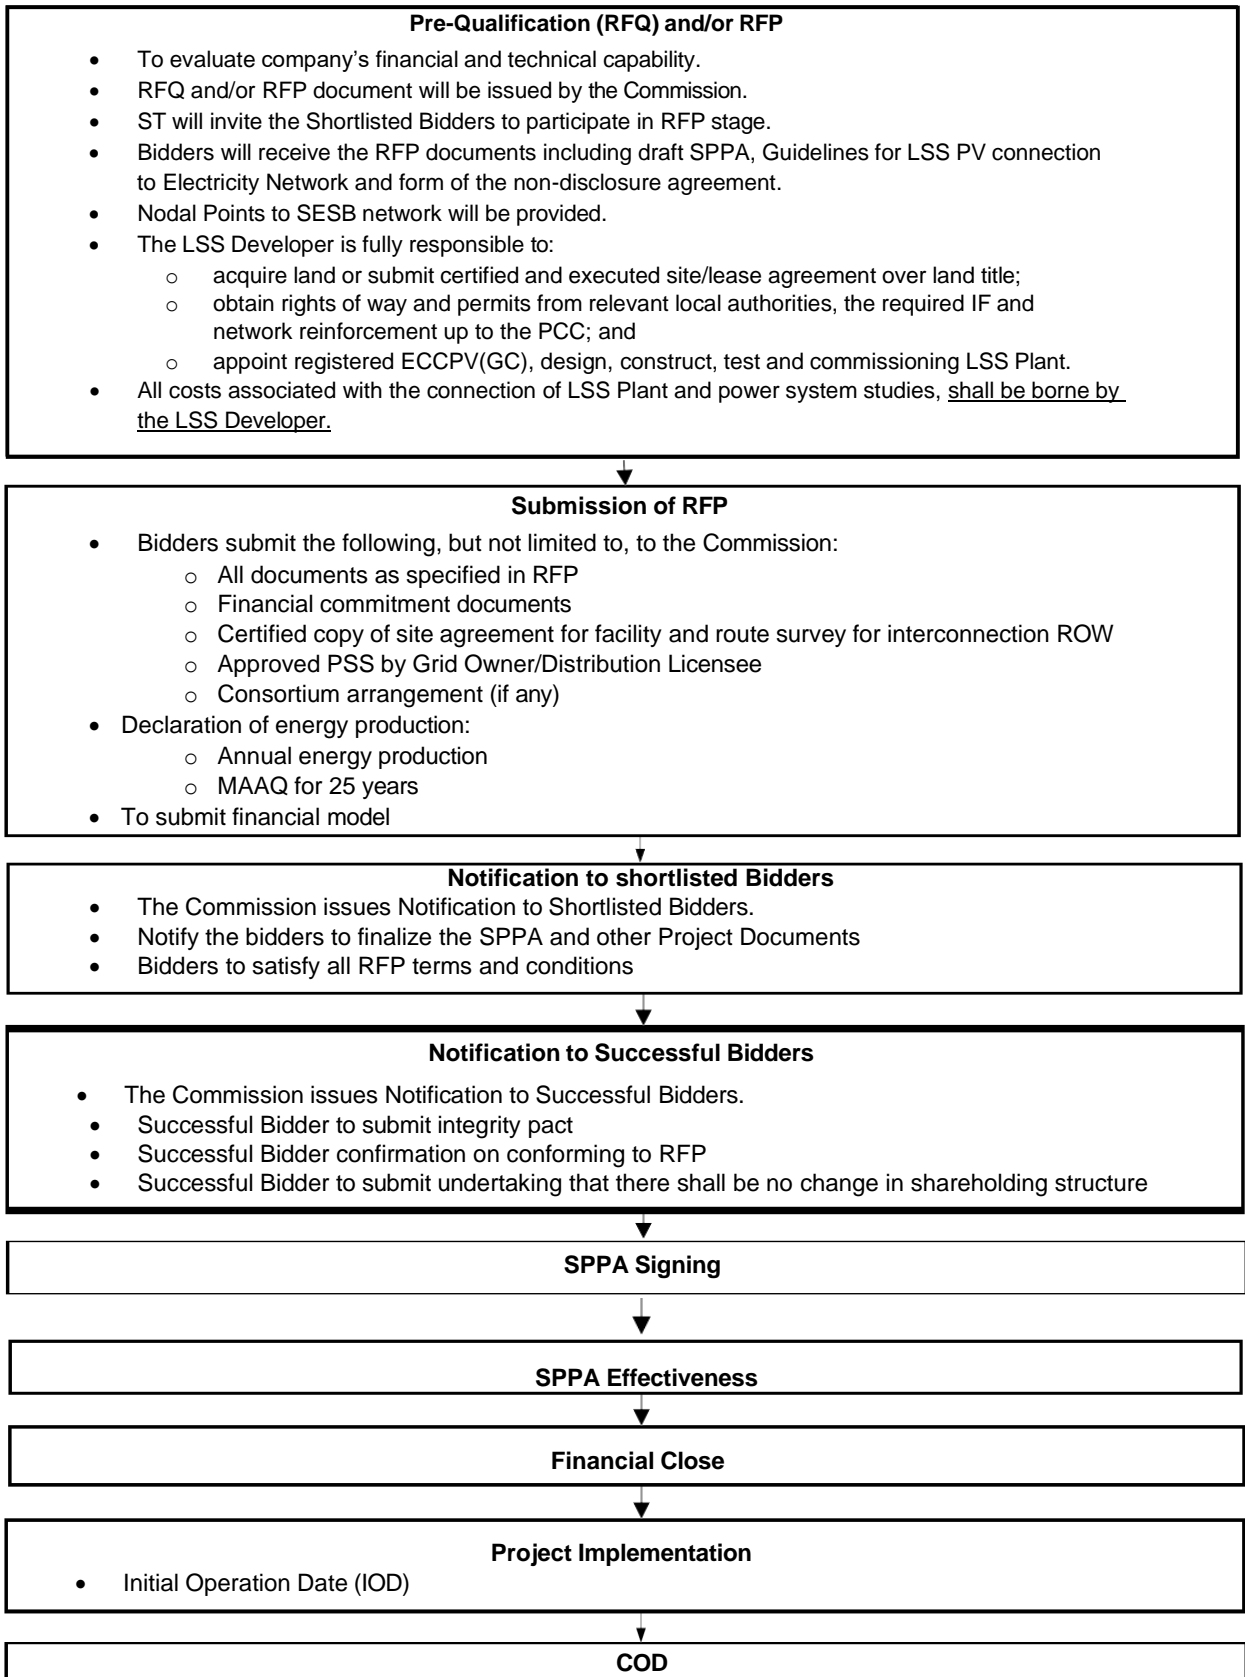 Pre-Qualification (RFQ) and/or RFP
• To evaluate company’s financial and technical capability.
• RFQ and/or RFP document will be issued by the Commission.
• ST will invite the Shortlisted Bidders to participate in RFP stage.
• Bidders will receive the RFP documents including draft SPPA, Guidelines for LSS PV connection
to Electricity Network and form of the non-disclosure agreement.
• Nodal Points to SESB network will be provided.
• The LSS Developer is fully responsible to:
o acquire land or submit certified and executed site/lease agreement over land title;
o obtain rights of way and permits from relevant local authorities, the required IF and
network reinforcement up to the PCC; and
o appoint registered ECCPV(GC), design, construct, test and commissioning LSS Plant.
• All costs associated with the connection of LSS Plant and power system studies, shall be borne by
the LSS Developer.
Submission of RFP
• Bidders submit the following, but not limited to, to the Commission:
o All documents as specified in RFP
o Financial commitment documents
o Certified copy of site agreement for facility and route survey for interconnection ROW
o Approved PSS by Grid Owner/Distribution Licensee
o Consortium arrangement (if any)
• Declaration of energy production:
o Annual energy production
o MAAQ for 25 years
• To submit financial model
Notification to shortlisted Bidders
• The Commission issues Notification to Shortlisted Bidders.
• Notify the bidders to finalize the SPPA and other Project Documents
• Bidders to satisfy all RFP terms and conditions
Notification to Successful Bidders
• The Commission issues Notification to Successful Bidders.
• Successful Bidder to submit integrity pact
• Successful Bidder confirmation on conforming to RFP
• Successful Bidder to submit undertaking that there shall be no change in shareholding structure
SPPA Signing
SPPA Effectiveness
Financial Close
Project Implementation
• Initial Operation Date (IOD)
COD